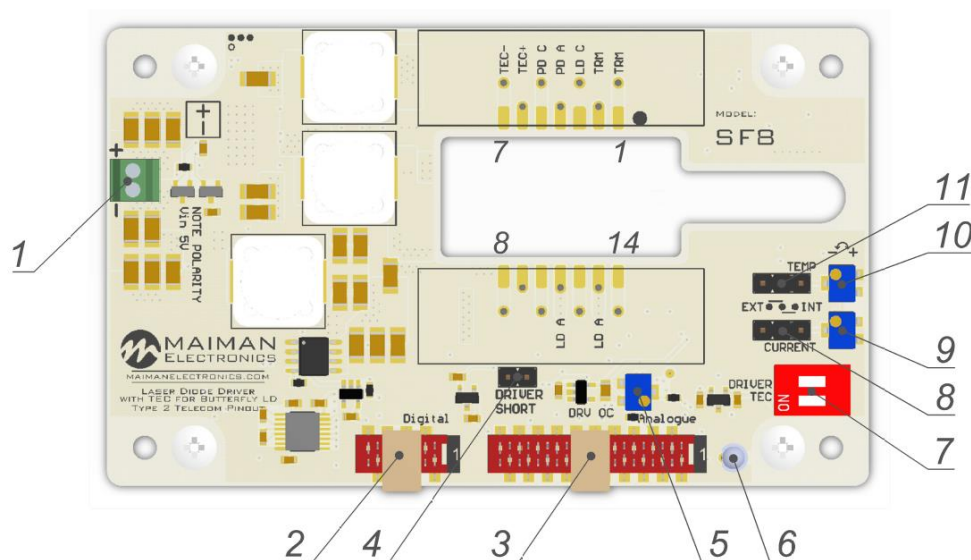 TEC-
TEC+
PD C
PD A
LD C
TRM
TRM
MODEL:
SF8
7
1
+
-
+
-
1
NOTE POLARITY
Vin 5V
8
14
LD A
LD A
11
10
- +
TEMP
EXT INT
CURRENT
9
8
MAIMAN
ELECTRONICS
MAIMANELECTRONICS.COM
LASER DIODE DRIVER
WITH TEC FOR BUTTERFLY LD
TYPE 2 TELECOM PINOUT
DRIVER
SHORT
DRV OC
Digital
Analogue
DRIVER
TEC
ON
7
1
1
2
4
3
5
6